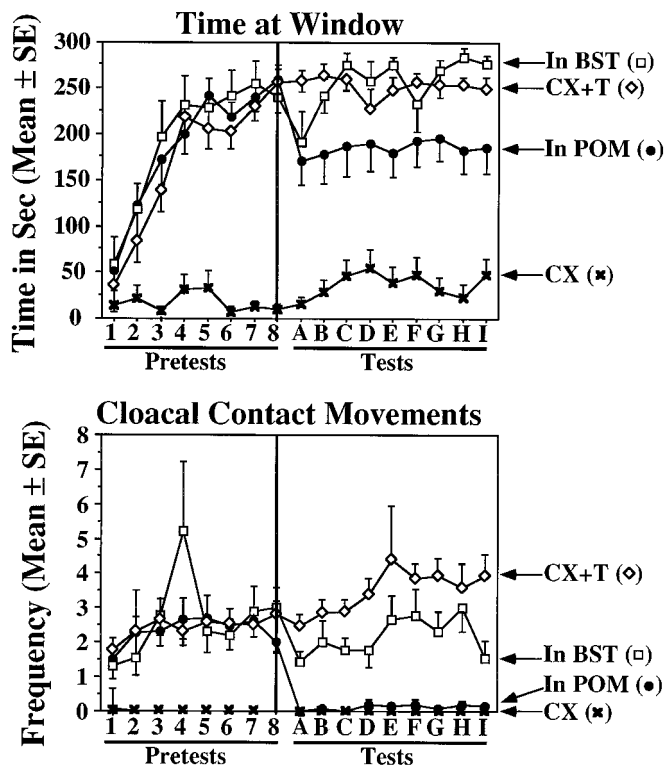 Time at Window
Time in Sec (Mean ± SE)
300
250
200
150
100
50
0
1 2 3 4 5 6 7 8 A B C D E F G H I
Pretests Tests
In BST (□)
CX+T (◇)
In POM (●)
CX (✖)
Cloacal Contact Movements
Frequency (Mean ± SE)
8
7
6
5
4
3
2
1
0
1 2 3 4 5 6 7 8 A B C D E F G H I
Pretests Tests
CX+T (◇)
In BST (□)
In POM (●)
CX (✖)